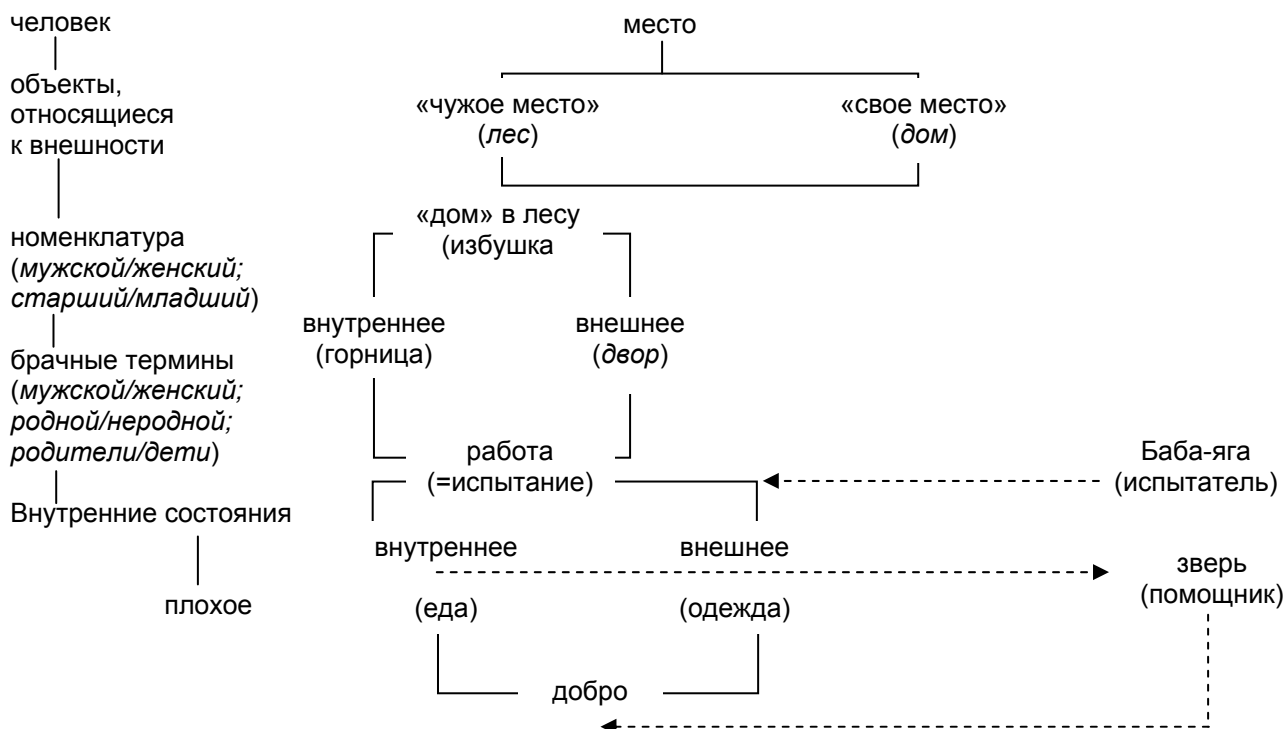 человек
объекты,
относящиеся
к внешности
номенклатура
(мужской/женский;
старший/младший)
брачные термины
(мужской/женский;
родной/неродной;
родители/дети)
Внутренние состояния
плохое
место
«чужое место»
(лес)
«свое место»
(дом)
«дом» в лесу
(избушка
внутреннее
(горница)
внешнее
(двор)
работа
(=испытание)
Баба-яга
(испытатель)
внутреннее
внешнее
зверь
(помощник)
(еда)
(одежда)
добро